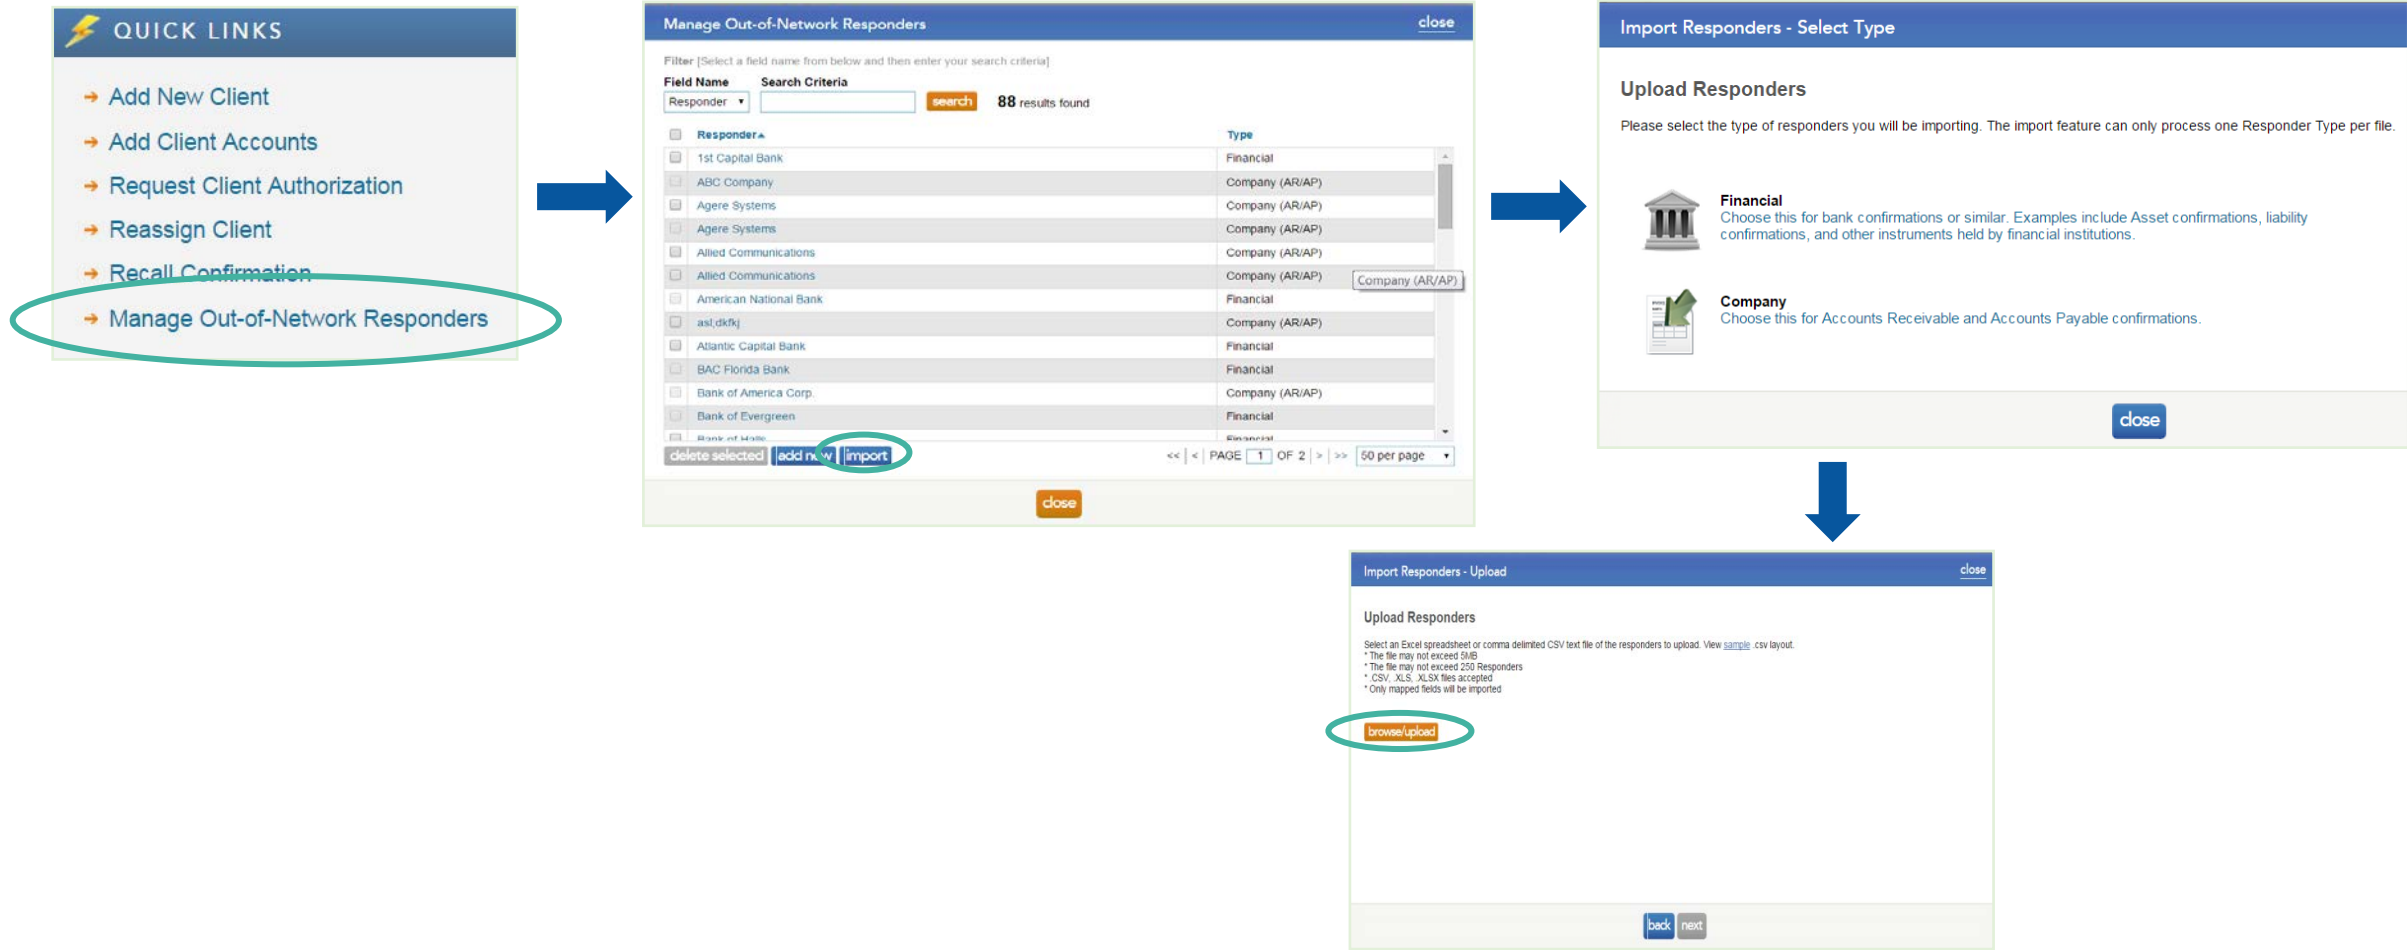 QUICK LINKS
Add New Client
Add Client Accounts
Request Client Authorization
Reassign Client
Recall Confirmation
Manage Out-of-Network Responders
Manage Out-of-Network Responders close
Filter [Select a field name from below and then enter your search criteria]
Field Name Search Criteria
Responder search 88 results found
Responder Type
1st Capital Bank Financial
ABC Company Company (AR/AP)
Agere Systems Company (AR/AP)
Agere Systems Company (AR/AP)
Allied Communications Company (AR/AP)
Allied Communications Company (AR/AP)
Company (AR/AP)
American National Bank Financial
asl;dkfkj Company (AR/AP)
Atlantic Capital Bank Financial
BAC Florida Bank Financial
Bank of America Corp. Company (AR/AP)
Bank of Evergreen Financial
Bank of Halls Financial
delete selected add new import << < PAGE 1 OF 2 > >> 50 per page
close
Import Responders - Select Type
Upload Responders
Please select the type of responders you will be importing. The import feature can only process one Responder Type per file.
Financial
Choose this for bank confirmations or similar. Examples include Asset confirmations, liability
confirmations, and other instruments held by financial institutions.
Company
Choose this for Accounts Receivable and Accounts Payable confirmations.
close
Import Responders - Upload close
Upload Responders
Select an Excel spreadsheet or comma delimited CSV text file of the responders to upload. View sample .csv layout.
* The file may not exceed 5MB
* The file may not exceed 250 Responders
* .CSV, .XLS, .XLSX files accepted
* Only mapped fields will be imported
browse/upload
back next